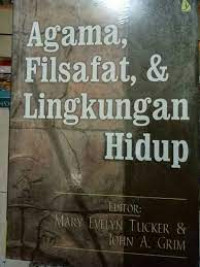 Agama,
Filsafat, &
Lingkungan
Hidup
EDITOR:
MARY EVELYN TUCKER &
JOHN A. GRIM